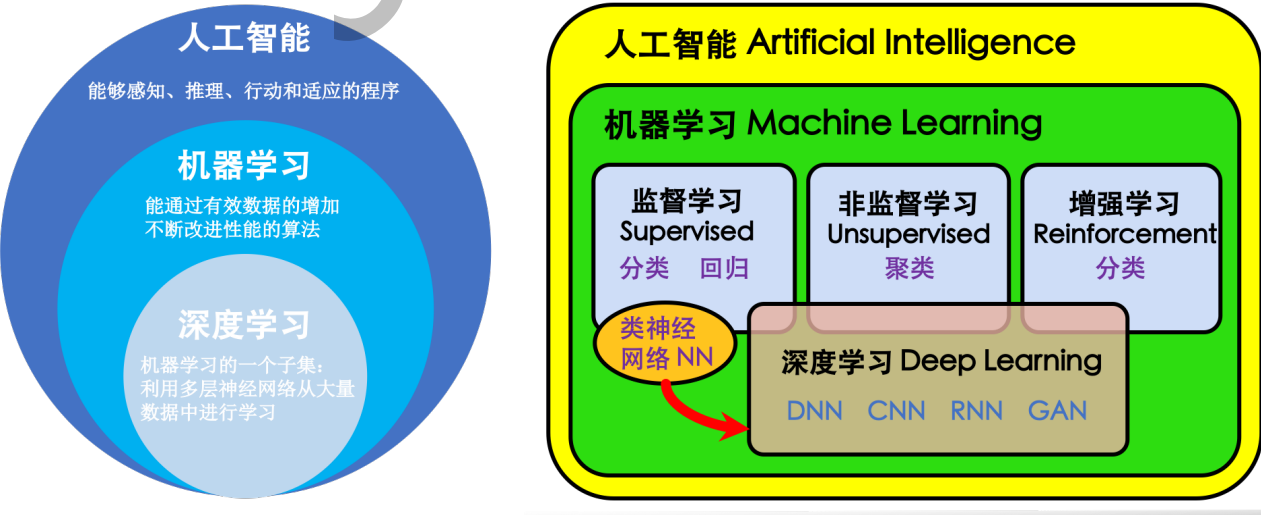 人工智能
能够感知、推理、行动和适应的程序
机器学习
能通过有效数据的增加
不断改进性能的算法
深度学习
机器学习的一个子集：
利用多层神经网络从大量
数据中进行学习
人工智能 Artificial Intelligence
机器学习 Machine Learning
监督学习
Supervised
分类 回归
非监督学习
Unsupervised
聚类
增强学习
Reinforcement
分类
类神经
网络 NN
深度学习 Deep Learning
DNN CNN RNN GAN